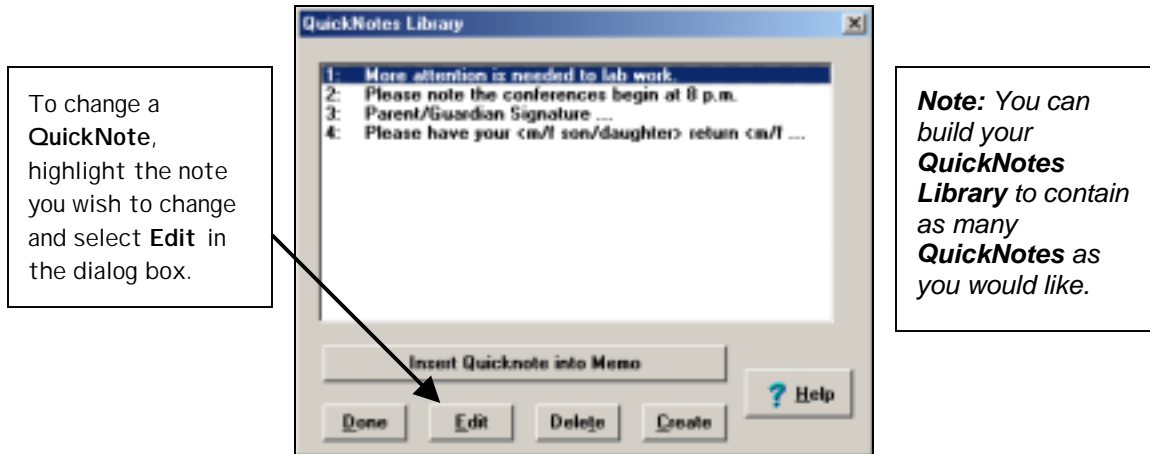 QuickNotes Library
To change a
QuickNote,
highlight the note
you wish to change
and select Edit in
the dialog box.
1: More attention is needed to lab work.
2: Please note the conferences begin at 8 p.m.
3: Parent/Guardian Signature ...
4: Please have your <m/f son/daughter> return <m/f ...
Insert Quicknote into Memo
Done Edit Delete Create
? Help
Note: You can
build your
QuickNotes
Library to contain
as many
QuickNotes as
you would like.